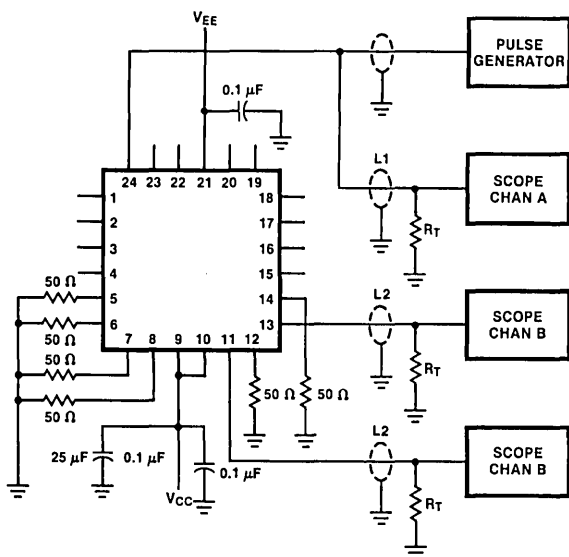 VEE
PULSE
GENERATOR
0.1 μF
L1
24 23 22 21 20 19
SCOPE
CHAN A
1
18
2
17
RT
3
16
4
15
50 Ω
5
14
L2
SCOPE
CHAN B
6
13
50 Ω
7 8 9 10 11 12
50 Ω
RT
50 Ω
50 Ω
50 Ω
L2
25 μF
0.1 μF
0.1 μF
SCOPE
CHAN B
VCC
RT